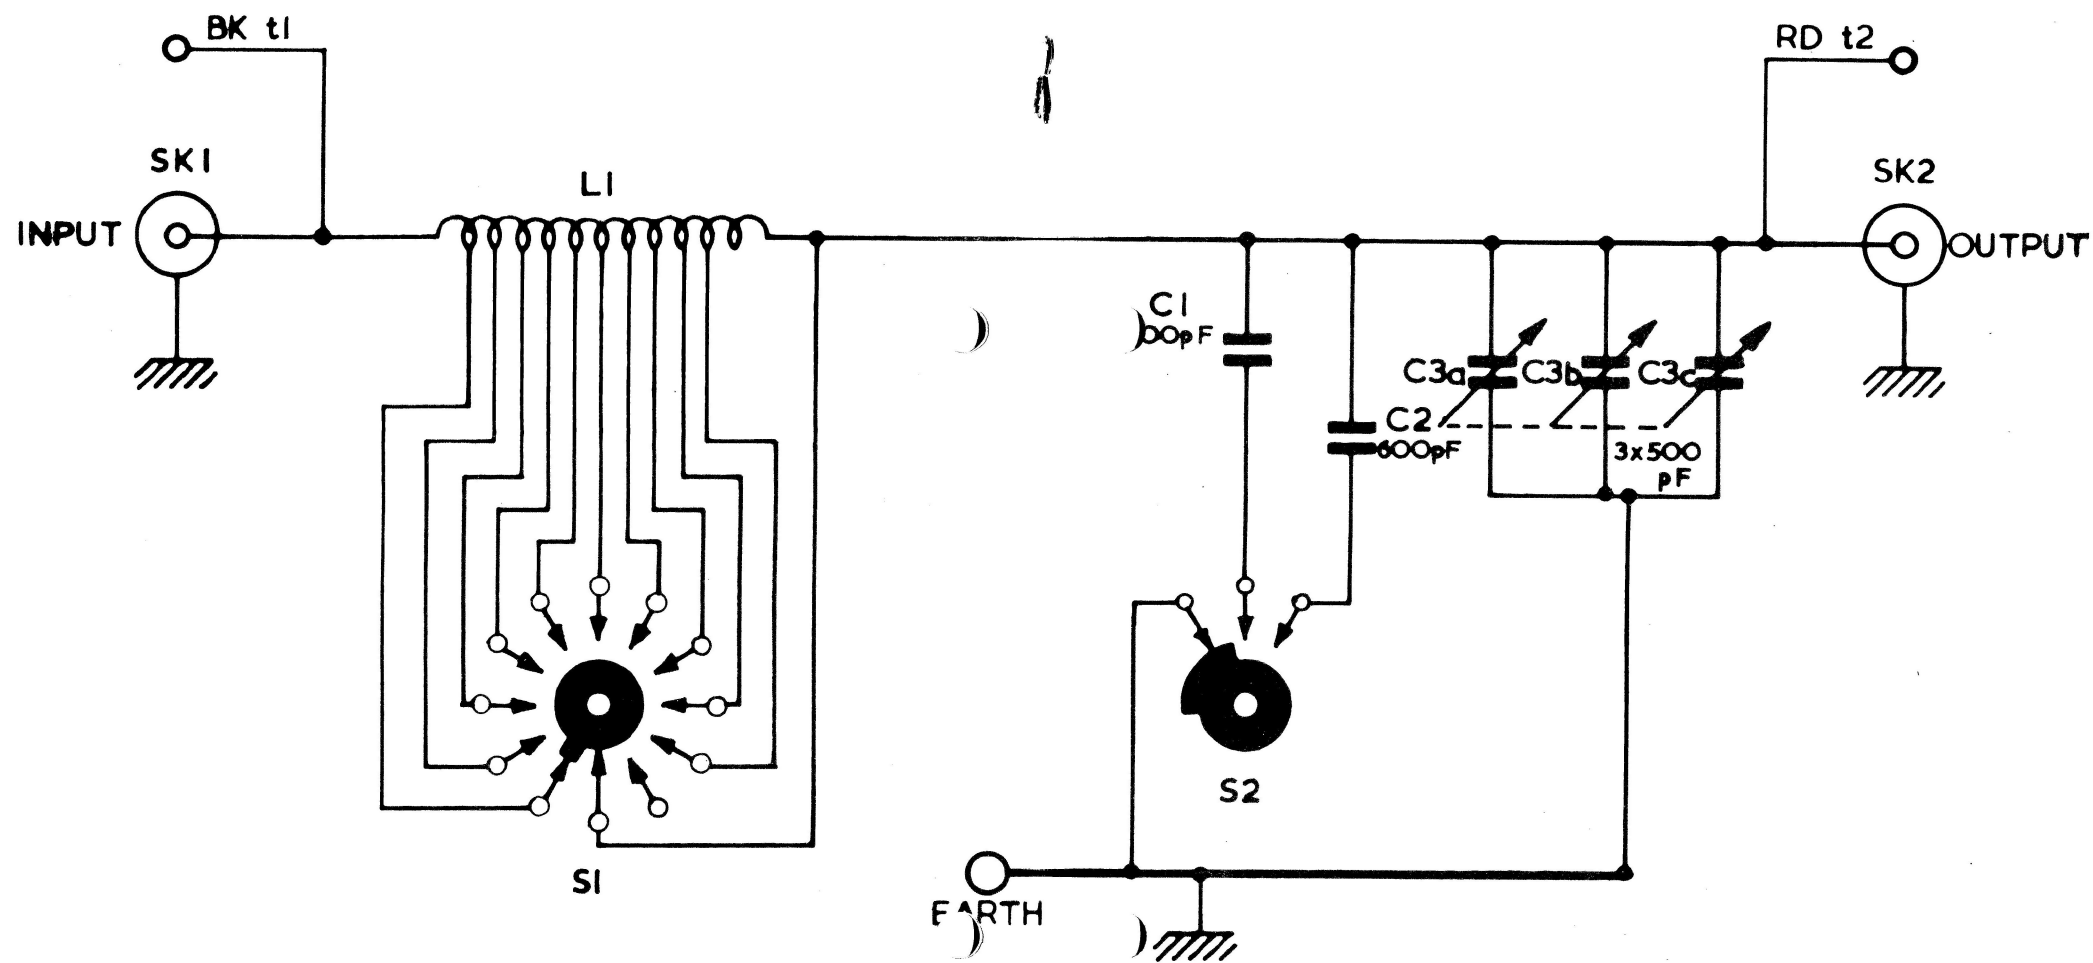 BK t1
RD t2
SK1
SK2
L1
INPUT
OUTPUT
C1
00pF
C3a
C3b
C3c
C2
600pF
3x500
pF
S2
S1
EARTH